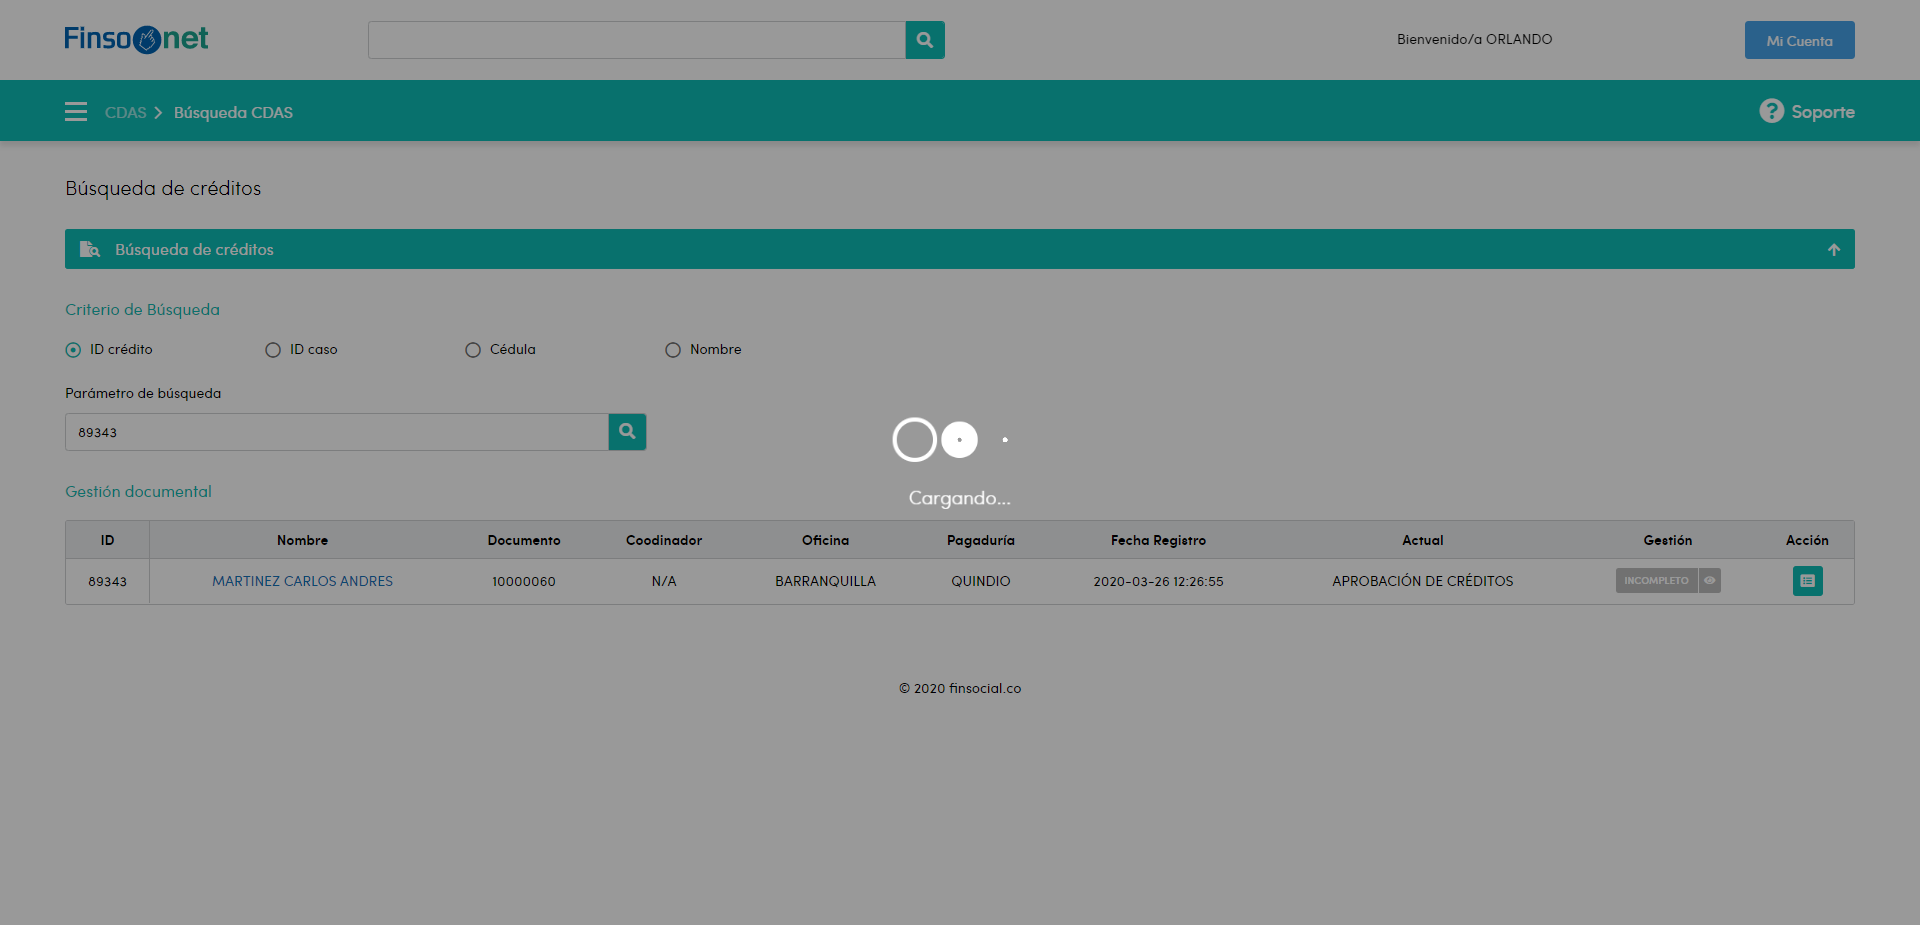 Finso net
Bienvenido/a ORLANDO
Mi Cuenta
CDAS > Búsqueda CDAS
? Soporte
Búsqueda de créditos
Búsqueda de créditos
Criterio de Búsqueda
ID crédito ID caso Cédula Nombre
Parámetro de búsqueda
89343
Cargando...
Gestión documental
ID Nombre Documento Coodinador Oficina Pagaduría Fecha Registro Actual Gestión Acción
89343 MARTINEZ CARLOS ANDRES 10000060 N/A BARRANQUILLA QUINDIO 2020-03-26 12:26:55 APROBACIÓN DE CRÉDITOS INCOMPLETO
© 2020 finsocial.co